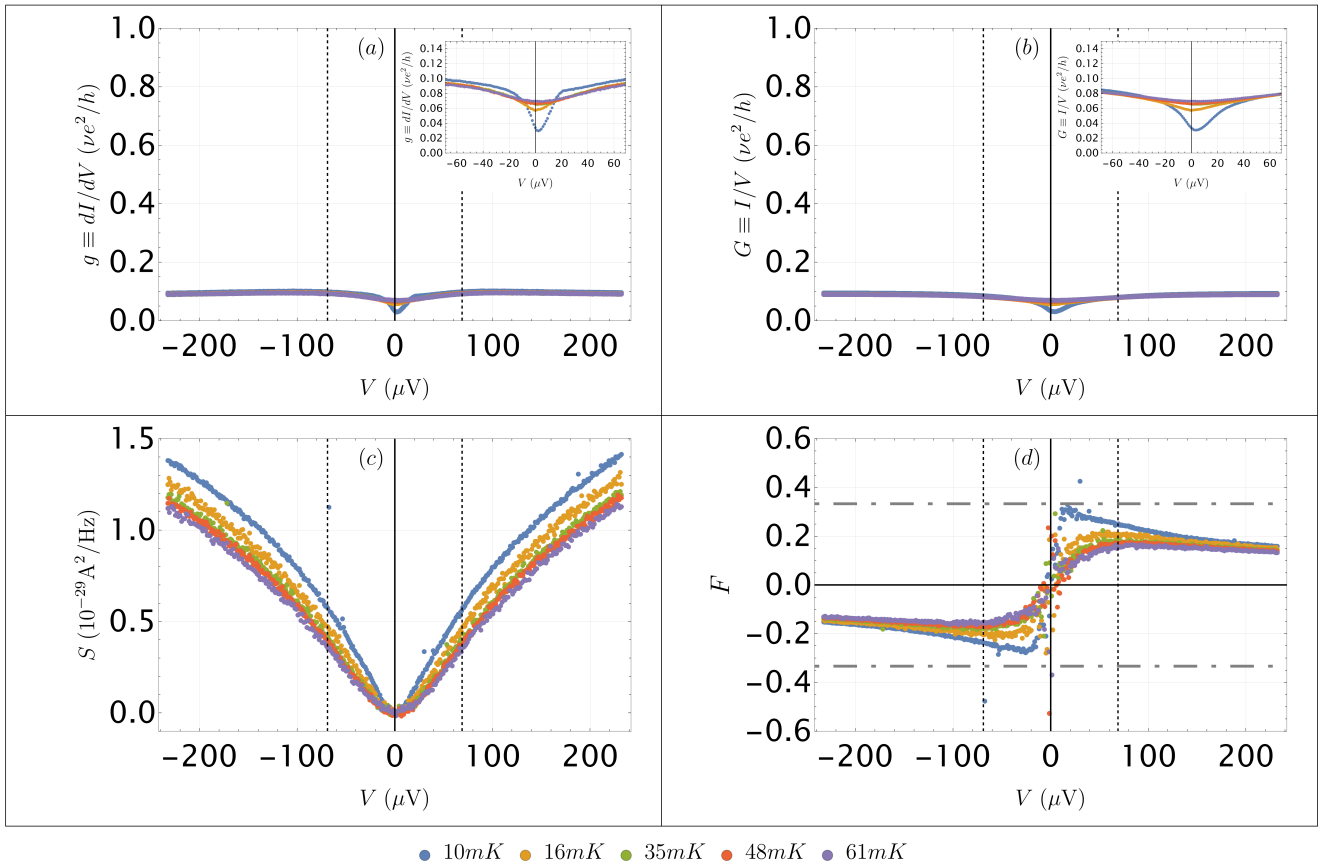 (a)
g ≡ dI/dV (νe²/h)
1.0
0.8
0.6
0.4
0.2
0.0
−200 −100 0 100 200
V (μV)
g ≡ dI/dV (νe²/h)
0.14
0.12
0.10
0.08
0.06
0.04
0.02
0.00
−60 −40 −20 0 20 40 60
V (μV)
(b)
G ≡ I/V (νe²/h)
1.0
0.8
0.6
0.4
0.2
0.0
−200 −100 0 100 200
V (μV)
G ≡ I/V (νe²/h)
0.14
0.12
0.10
0.08
0.06
0.04
0.02
0.00
−60 −40 −20 0 20 40 60
V (μV)
(c)
S (10⁻²⁹A²/Hz)
1.5
1.0
0.5
0.0
−200 −100 0 100 200
V (μV)
(d)
F
0.6
0.4
0.2
0.0
−0.2
−0.4
−0.6
−200 −100 0 100 200
V (μV)
10mK 16mK 35mK 48mK 61mK